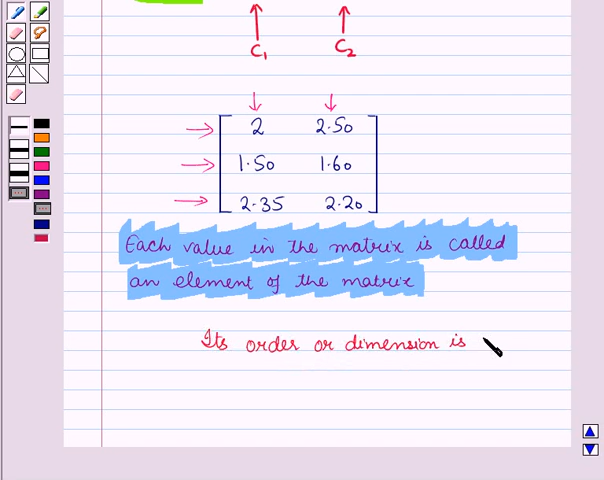 C1 C2
2 2.50
1.50 1.60
2.35 2.20
Each value in the matrix is called
an element of the matrix
Its order or dimension is